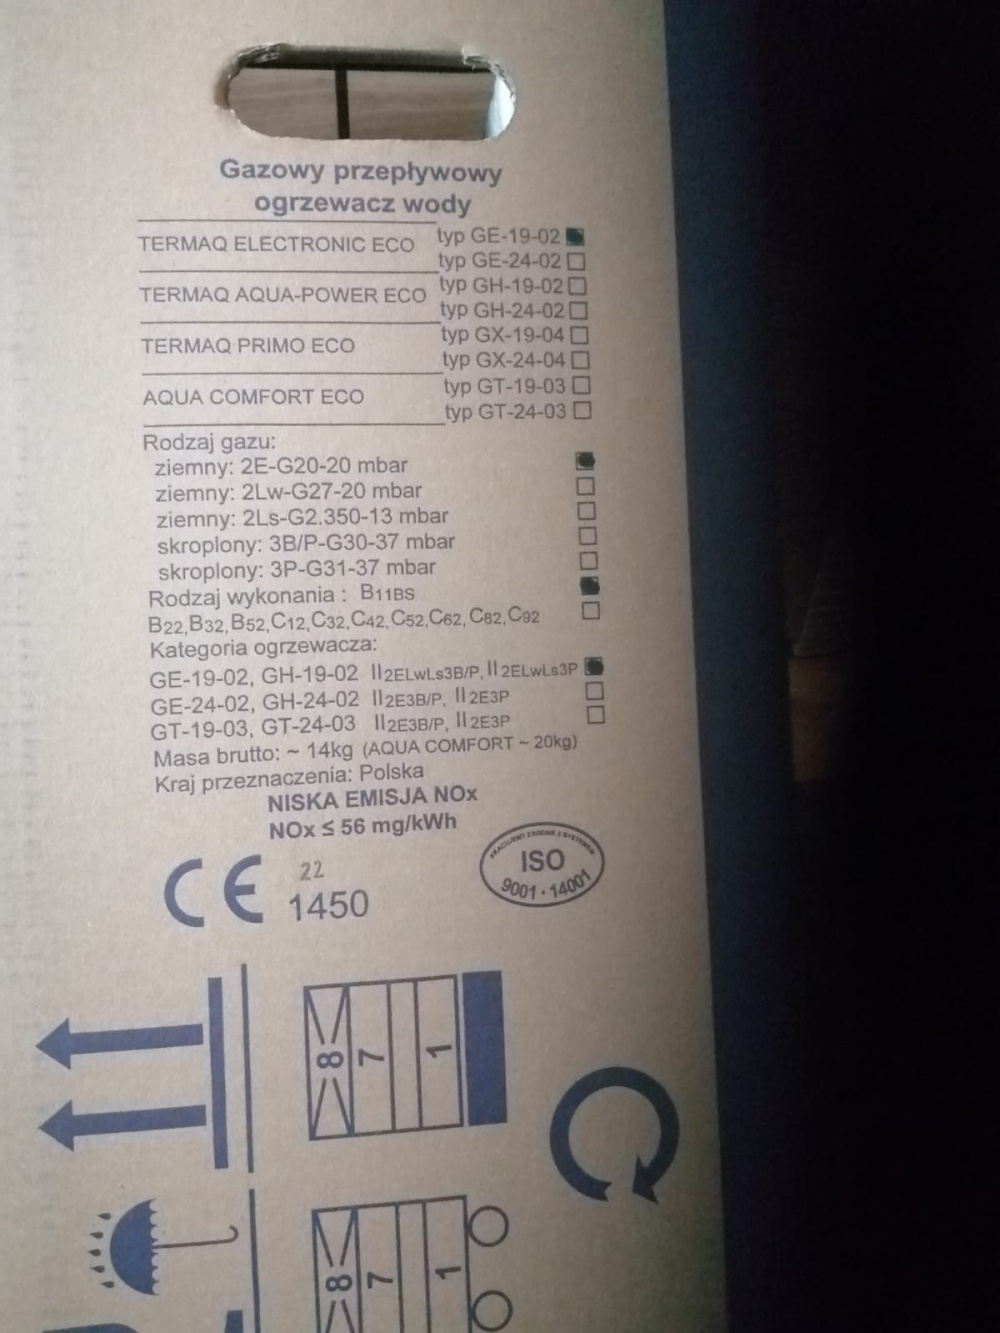 Gazowy przepływowy
ogrzewacz wody
TERMAQ ELECTRONIC ECO
typ GE-19-02
typ GE-24-02
TERMAQ AQUA-POWER ECO
typ GH-19-02
typ GH-24-02
TERMAQ PRIMO ECO
typ GX-19-04
typ GX-24-04
AQUA COMFORT ECO
typ GT-19-03
typ GT-24-03
Rodzaj gazu:
ziemny: 2E-G20-20 mbar
ziemny: 2Lw-G27-20 mbar
ziemny: 2Ls-G2.350-13 mbar
skroplony: 3B/P-G30-37 mbar
skroplony: 3P-G31-37 mbar
Rodzaj wykonania : B11BS
B22,B32,B52,C12,C32,C42,C52,C62,C82,C92
Kategoria ogrzewacza:
GE-19-02, GH-19-02 II2ELwLs3B/P, II2ELwLs3P
GE-24-02, GH-24-02 II2E3B/P, II2E3P
GT-19-03, GT-24-03 II2E3B/P, II2E3P
Masa brutto: ~ 14kg (AQUA COMFORT ~ 20kg)
Kraj przeznaczenia: Polska
NISKA EMISJA NOx
NOx ≤ 56 mg/kWh
CE
22
1450
PRACUJEMY ZGODNIE Z SYSTEMEM
ISO
9001 · 14001
8
7
1
8
7
1